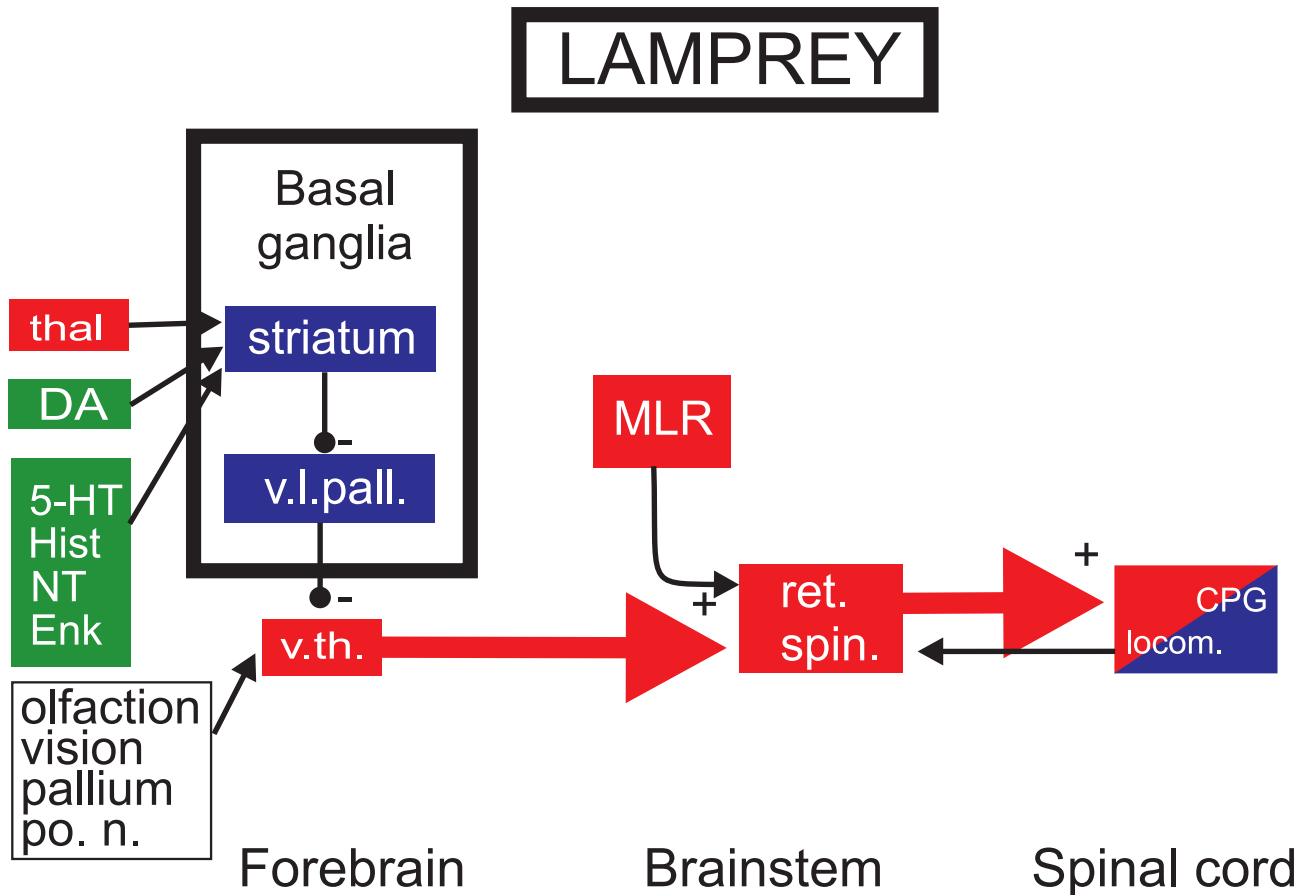 LAMPREY
Basal
ganglia
thal
striatum
DA
MLR
-
v.l.pall.
5-HT
Hist
NT
Enk
+
-
+
ret.
spin.
CPG
locom.
v.th.
olfaction
vision
pallium
po. n.
Forebrain
Brainstem
Spinal cord